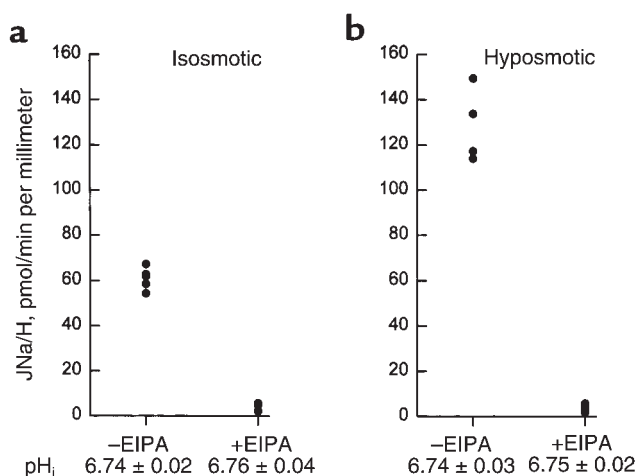 a
Isosmotic
JNa/H, pmol/min per millimeter
160
140
120
100
80
60
40
20
0
–EIPA +EIPA
pHi 6.74 ± 0.02 6.76 ± 0.04
b
Hyposmotic
160
140
120
100
80
60
40
20
0
–EIPA +EIPA
6.74 ± 0.03 6.75 ± 0.02